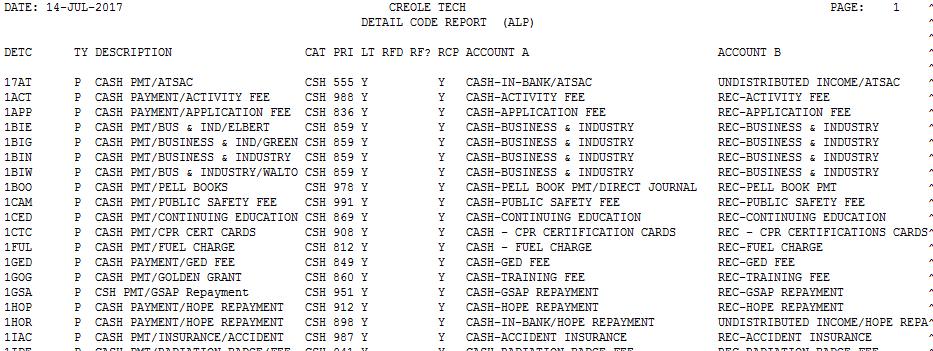 DATE: 14-JUL-2017 CREOLE TECH PAGE: 1 ^
DETAIL CODE REPORT (ALP) ^
^
DETC TY DESCRIPTION CAT PRI LT RFD RF? RCP ACCOUNT A ACCOUNT B ^
^
17AT P CASH PMT/ATSAC CSH 555 Y Y CASH-IN-BANK/ATSAC UNDISTRIBUTED INCOME/ATSAC ^
1ACT P CASH PAYMENT/ACTIVITY FEE CSH 988 Y Y CASH-ACTIVITY FEE REC-ACTIVITY FEE ^
1APP P CASH PAYMENT/APPLICATION FEE CSH 836 Y Y CASH-APPLICATION FEE REC-APPLICATION FEE ^
1BIE P CASH PMT/BUS & IND/ELBERT CSH 859 Y Y CASH-BUSINESS & INDUSTRY REC-BUSINESS & INDUSTRY ^
1BIG P CASH PMT/BUSINESS & IND/GREEN CSH 859 Y Y CASH-BUSINESS & INDUSTRY REC-BUSINESS & INDUSTRY ^
1BIN P CASH PMT/BUSINESS & INDUSTRY CSH 859 Y Y CASH-BUSINESS & INDUSTRY REC-BUSINESS & INDUSTRY ^
1BIW P CASH PMT/BUS & INDUSTRY/WALTO CSH 859 Y Y CASH-BUSINESS & INDUSTRY REC-BUSINESS & INDUSTRY ^
1BOO P CASH PMT/PELL BOOKS CSH 978 Y Y CASH-PELL BOOK PMT/DIRECT JOURNAL REC-PELL BOOK PMT ^
1CAM P CASH PMT/PUBLIC SAFETY FEE CSH 991 Y Y CASH-PUBLIC SAFETY FEE REC-PUBLIC SAFETY FEE ^
1CED P CASH PMT/CONTINUING EDUCATION CSH 869 Y Y CASH-CONTINUING EDUCATION REC-CONTINUING EDUCATION ^
1CTC P CASH PMT/CPR CERT CARDS CSH 908 Y Y CASH - CPR CERTIFICATION CARDS REC - CPR CERTIFICATIONS CARDS^
1FUL P CASH PMT/FUEL CHARGE CSH 812 Y Y CASH - FUEL CHARGE REC-FUEL CHARGE ^
1GED P CASH PAYMENT/GED FEE CSH 849 Y Y CASH-GED FEE REC-GED FEE ^
1GOG P CASH PMT/GOLDEN GRANT CSH 860 Y Y CASH-TRAINING FEE REC-TRAINING FEE ^
1GSA P CSH PMT/GSAP Repayment CSH 951 Y Y CASH-GSAP REPAYMENT REC-GSAP REPAYMENT ^
1HOP P CASH PAYMENT/HOPE REPAYMENT CSH 912 Y Y CASH-HOPE REPAYMENT REC-HOPE REPAYMENT ^
1HOR P CASH PAYMENT/HOPE REPAYMENT CSH 898 Y Y CASH-IN-BANK/HOPE REPAYMENT UNDISTRIBUTED INCOME/HOPE REPA^
1IAC P CASH PMT/INSURANCE/ACCIDENT CSH 987 Y Y CASH-ACCIDENT INSURANCE REC-ACCIDENT INSURANCE ^